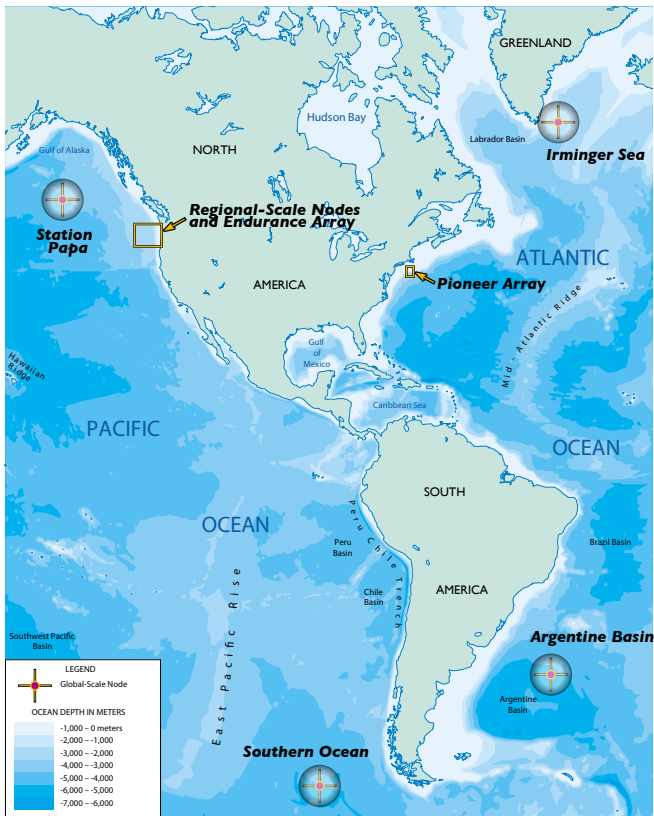 GREENLAND
Hudson Bay
Labrador Basin
Gulf of Alaska
NORTH
Irminger Sea
Station
Papa
Regional-Scale Nodes
and Endurance Array
ATLANTIC
AMERICA
Pioneer Array
Mid - Atlantic Ridge
Gulf
of
Mexico
Hawaiian
Ridge
Caribbean Sea
PACIFIC
OCEAN
SOUTH
OCEAN
Peru Chile Trench
Peru
Basin
Brazil Basin
AMERICA
Chile
Basin
East Pacific Rise
Southwest Pacific
Basin
Argentine Basin
Argentine
Basin
Southern Ocean
LEGEND
Global-Scale Node
OCEAN DEPTH IN METERS
-1,000 – 0 meters
-2,000 – -1,000
-3,000 – -2,000
-4,000 – -3,000
-5,000 – -4,000
-6,000 – -5,000
-7,000 – -6,000